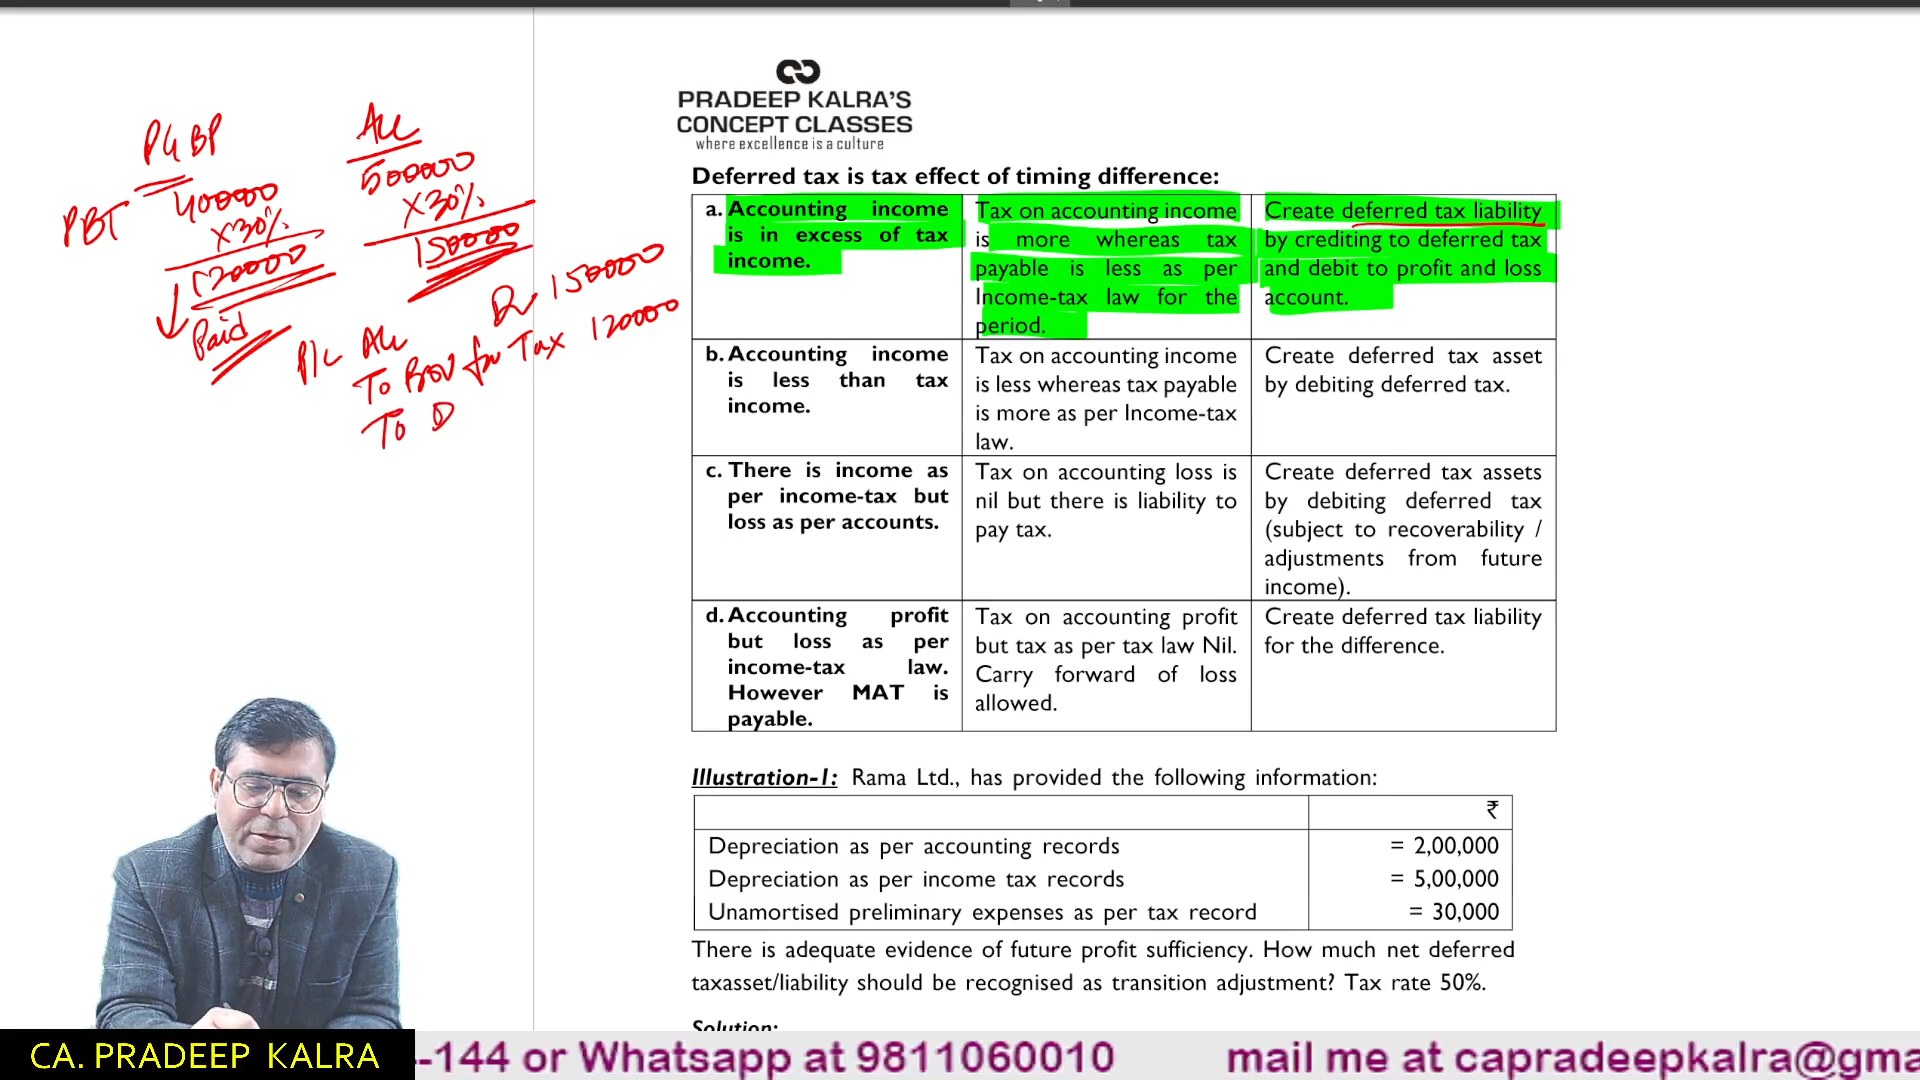 PGBP
Acc
PBT 400000
×30%
120000
Paid
500000
×30%
150000
P/L Acc Dr 150000
To Prov for Tax 120000
To D
PRADEEP KALRA'S
CONCEPT CLASSES
where excellence is a culture
Deferred tax is tax effect of timing difference:
a. Accounting income
is in excess of tax
income.
Tax on accounting income
is more whereas tax
payable is less as per
Income-tax law for the
period.
Create deferred tax liability
by crediting to deferred tax
and debit to profit and loss
account.
b. Accounting income
is less than tax
income.
Tax on accounting income
is less whereas tax payable
is more as per Income-tax
law.
Create deferred tax asset
by debiting deferred tax.
c. There is income as
per income-tax but
loss as per accounts.
Tax on accounting loss is
nil but there is liability to
pay tax.
Create deferred tax assets
by debiting deferred tax
(subject to recoverability /
adjustments from future
income).
d. Accounting profit
but loss as per
income-tax law.
However MAT is
payable.
Tax on accounting profit
but tax as per tax law Nil.
Carry forward of loss
allowed.
Create deferred tax liability
for the difference.
Illustration-1: Rama Ltd., has provided the following information:
₹
Depreciation as per accounting records = 2,00,000
Depreciation as per income tax records = 5,00,000
Unamortised preliminary expenses as per tax record = 30,000
There is adequate evidence of future profit sufficiency. How much net deferred
taxasset/liability should be recognised as transition adjustment? Tax rate 50%.
Solution:
CA. PRADEEP KALRA
-144 or Whatsapp at 9811060010 mail me at capradeepkalra@gma